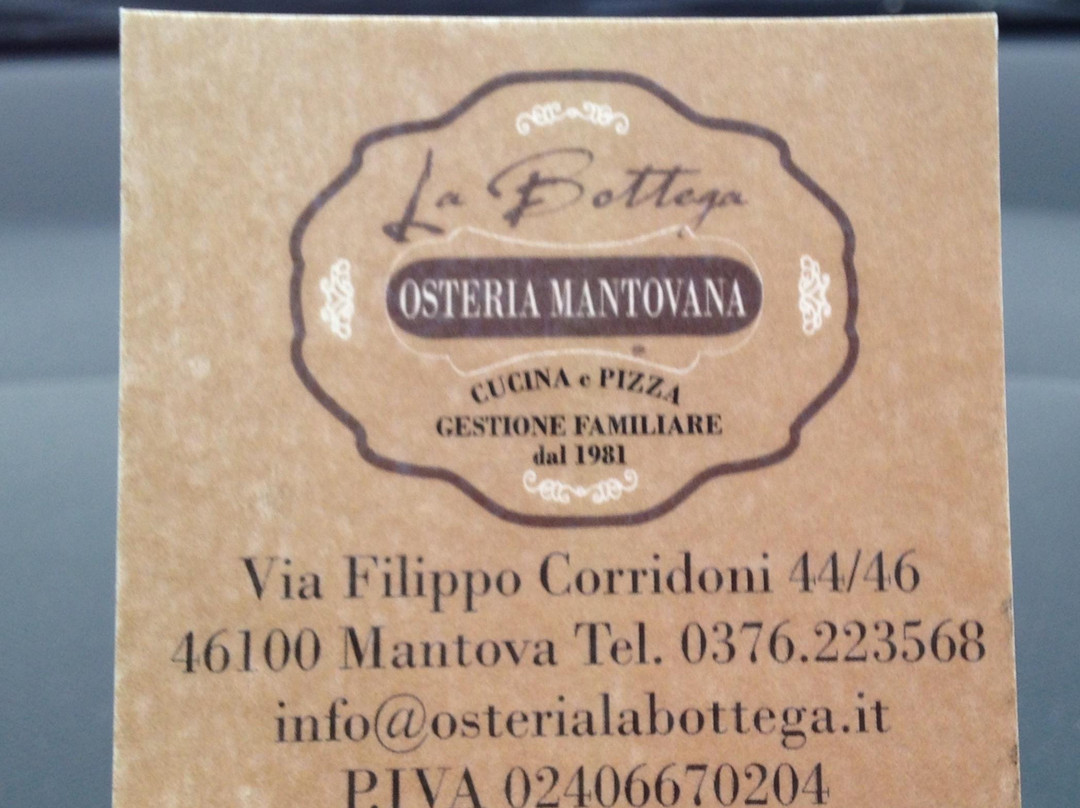 La Bottega
OSTERIA MANTOVANA
CUCINA e PIZZA
GESTIONE FAMILIARE
dal 1981
Via Filippo Corridoni 44/46
46100 Mantova Tel. 0376.223568
info@osterialabottega.it
P.IVA 02406670204